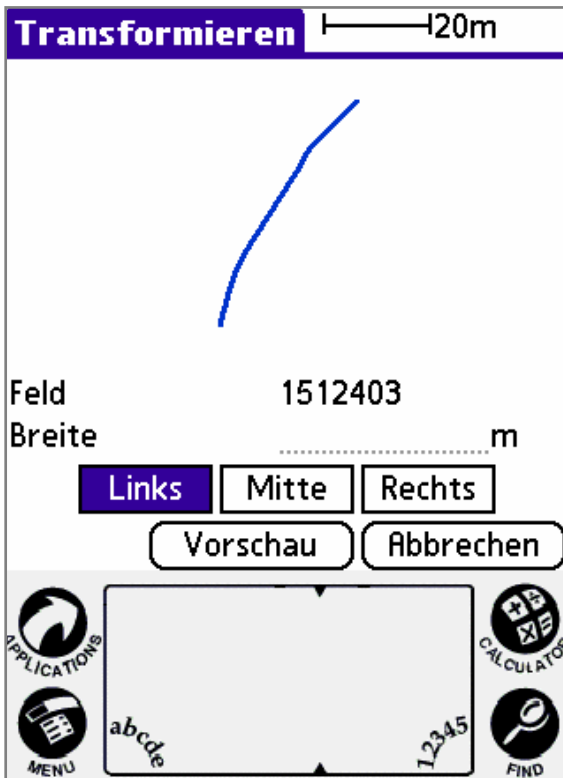 Transformieren 20m
Feld 1512403
Breite m
Links Mitte Rechts
Vorschau Abbrechen
APPLICATIONS CALCULATOR
abcde 12345
MENU FIND